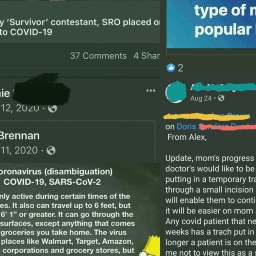 y 'Survivor' contestant, SRO placed o
to COVID-19
37 Comments 4 Shar
ie
12, 2020
Brennan
11, 2020
oronavirus (disambiguation)
COVID-19, SARS-CoV-2
nly active during certain times of the
es. It also can travel up to 6 feet, but
6' 1" or greater. It can go through the
surfaces, except anything that comes
groceries you take home. The virus
places like Walmart, Target, Amazon,
corporations and grocery stores, but
type of m
popular
2
Aug 24
on Doris
From Alex,
Update, mom's progress
doctor's would like to be
putting in a temporary tra
through a small incision
will enable them to conti
it will be easier on mom
Any covid patient that ne
weeks has a trach put in
longer a patient is on the
me not to view this as a s